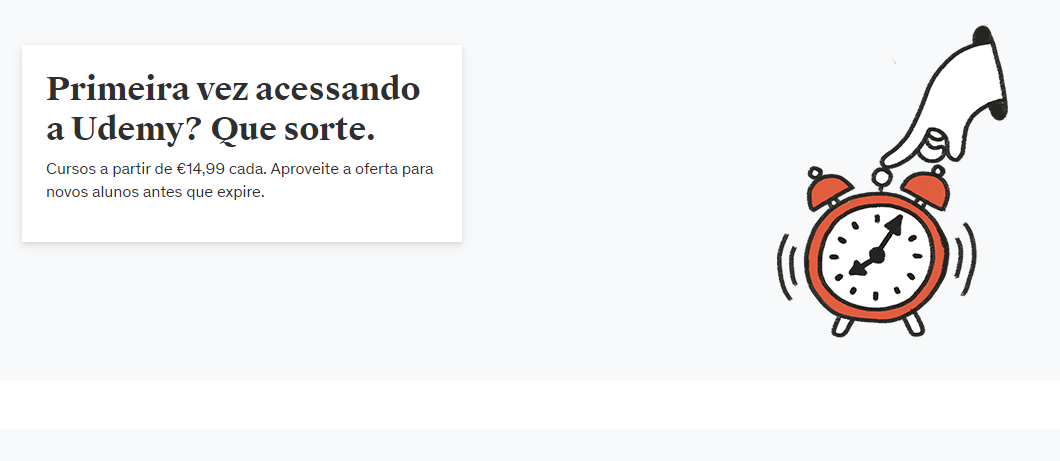 Primeira vez acessando
a Udemy? Que sorte.
Cursos a partir de €14,99 cada. Aproveite a oferta para
novos alunos antes que expire.